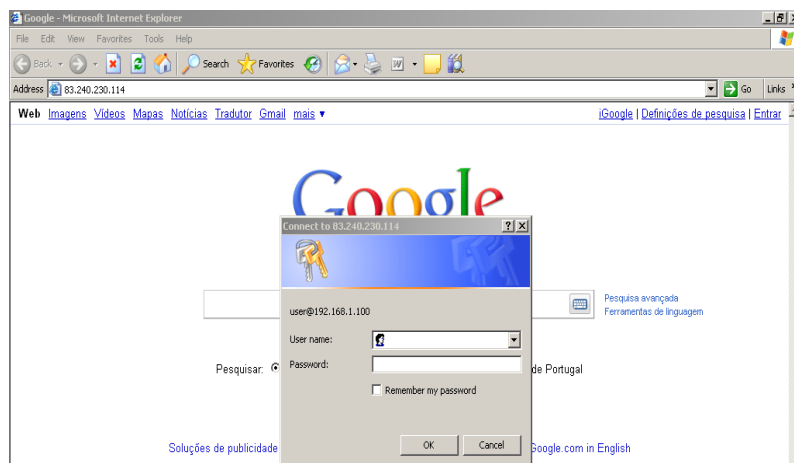 Google - Microsoft Internet Explorer
File Edit View Favorites Tools Help
Back Search Favorites
Address 83.240.230.114 Go Links
Web Imagens Vídeos Mapas Notícias Tradutor Gmail mais ▼ iGoogle | Definições de pesquisa | Entrar
Google
Connect to 83.240.230.114
Pesquisa avançada
Ferramentas de linguagem
user@192.168.1.100
User name:
Password:
Pesquisar: de Portugal
Remember my password
OK Cancel
Soluções de publicidade Google.com in English